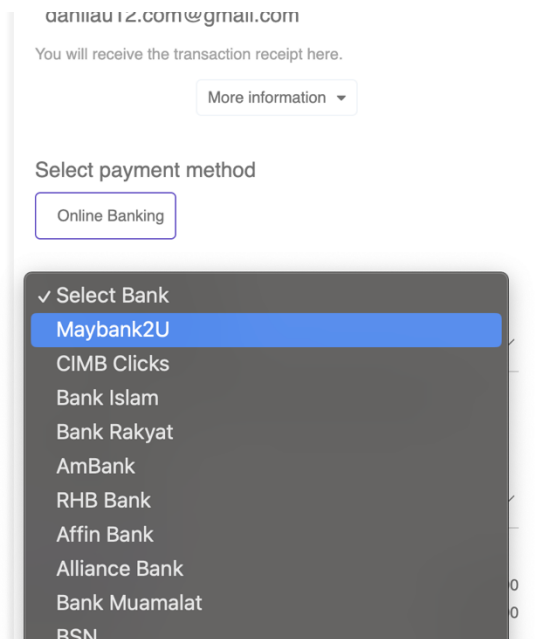 You will receive the transaction receipt here.
More information
Select payment method
Online Banking
Select Bank
Maybank2U
CIMB Clicks
Bank Islam
Bank Rakyat
AmBank
RHB Bank
Affin Bank
Alliance Bank
Bank Muamalat
BSN